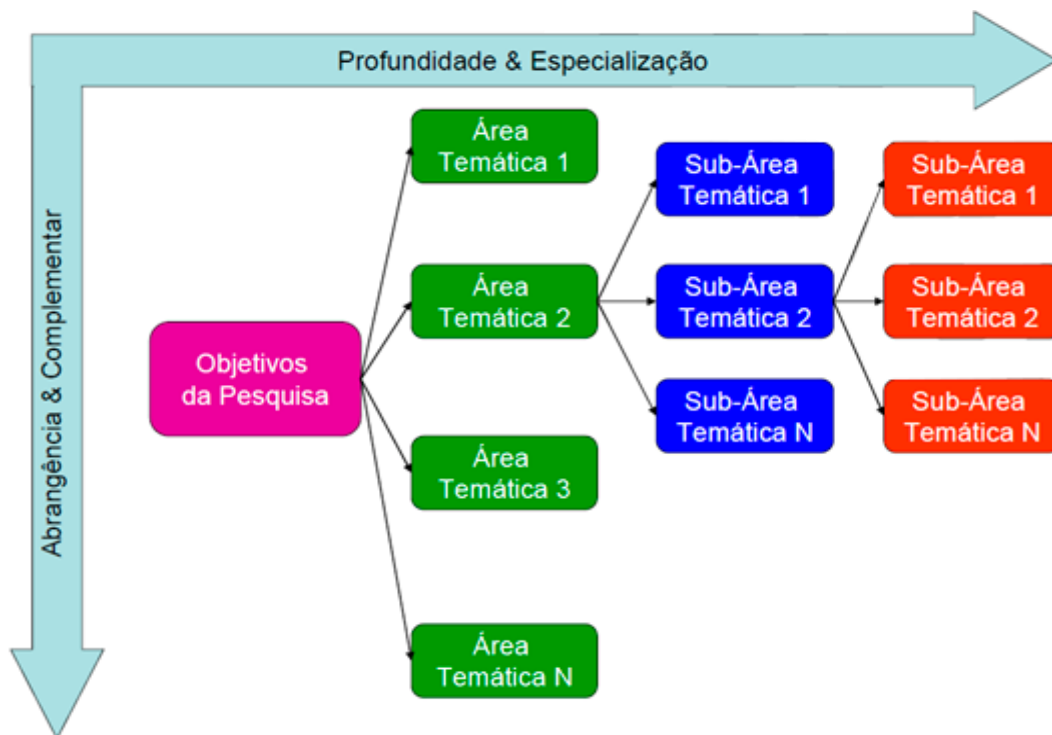 Profundidade & Especialização
Abrangência & Complementar
Objetivos
da Pesquisa
Área
Temática 1
Área
Temática 2
Área
Temática 3
Área
Temática N
Sub-Área
Temática 1
Sub-Área
Temática 2
Sub-Área
Temática N
Sub-Área
Temática 1
Sub-Área
Temática 2
Sub-Área
Temática N